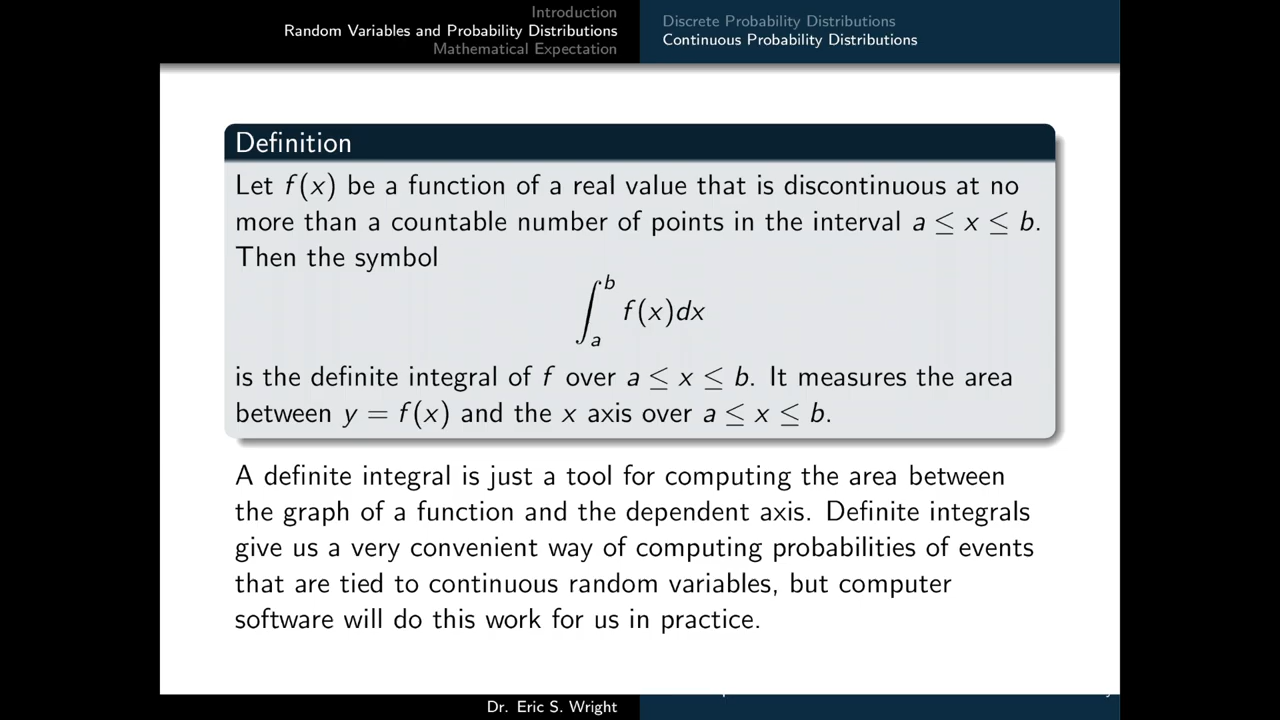 Introduction
Random Variables and Probability Distributions
Mathematical Expectation
Discrete Probability Distributions
Continuous Probability Distributions
Definition
Let f(x) be a function of a real value that is discontinuous at no
more than a countable number of points in the interval a ≤ x ≤ b.
Then the symbol
∫_a^b f(x)dx
is the definite integral of f over a ≤ x ≤ b. It measures the area
between y = f(x) and the x axis over a ≤ x ≤ b.
A definite integral is just a tool for computing the area between
the graph of a function and the dependent axis. Definite integrals
give us a very convenient way of computing probabilities of events
that are tied to continuous random variables, but computer
software will do this work for us in practice.
Dr. Eric S. Wright